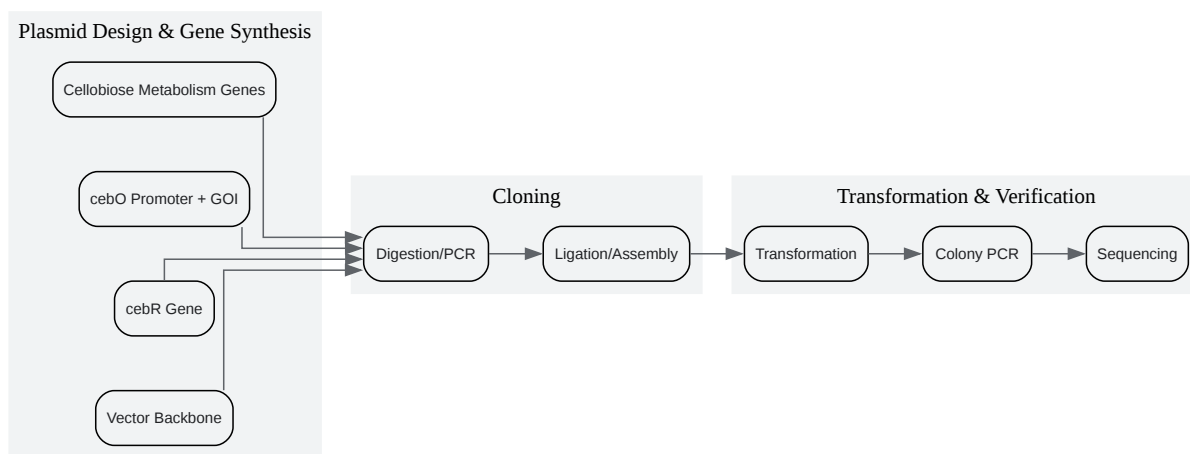 Plasmid Design & Gene Synthesis
Cellobiose Metabolism Genes
cebO Promoter + GOI
cebR Gene
Vector Backbone
Cloning
Digestion/PCR
Ligation/Assembly
Transformation & Verification
Transformation
Colony PCR
Sequencing